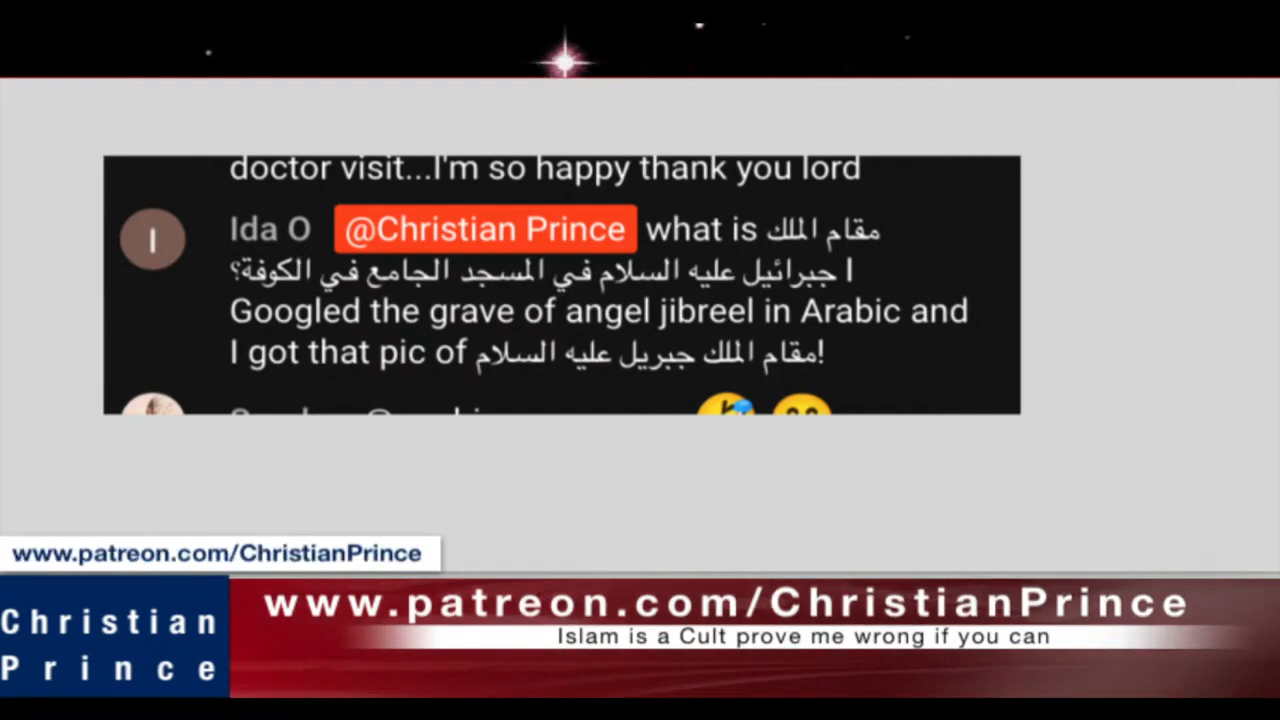 doctor visit...I'm so happy thank you lord
Ida O @Christian Prince what is مقام الملك
جبرائيل عليه السلام في المسجد الجامع في الكوفة؟ I
Googled the grave of angel jibreel in Arabic and
I got that pic of مقام الملك جبريل عليه السلام!
www.patreon.com/ChristianPrince
Christian
Prince
www.patreon.com/ChristianPrince
Islam is a Cult prove me wrong if you can